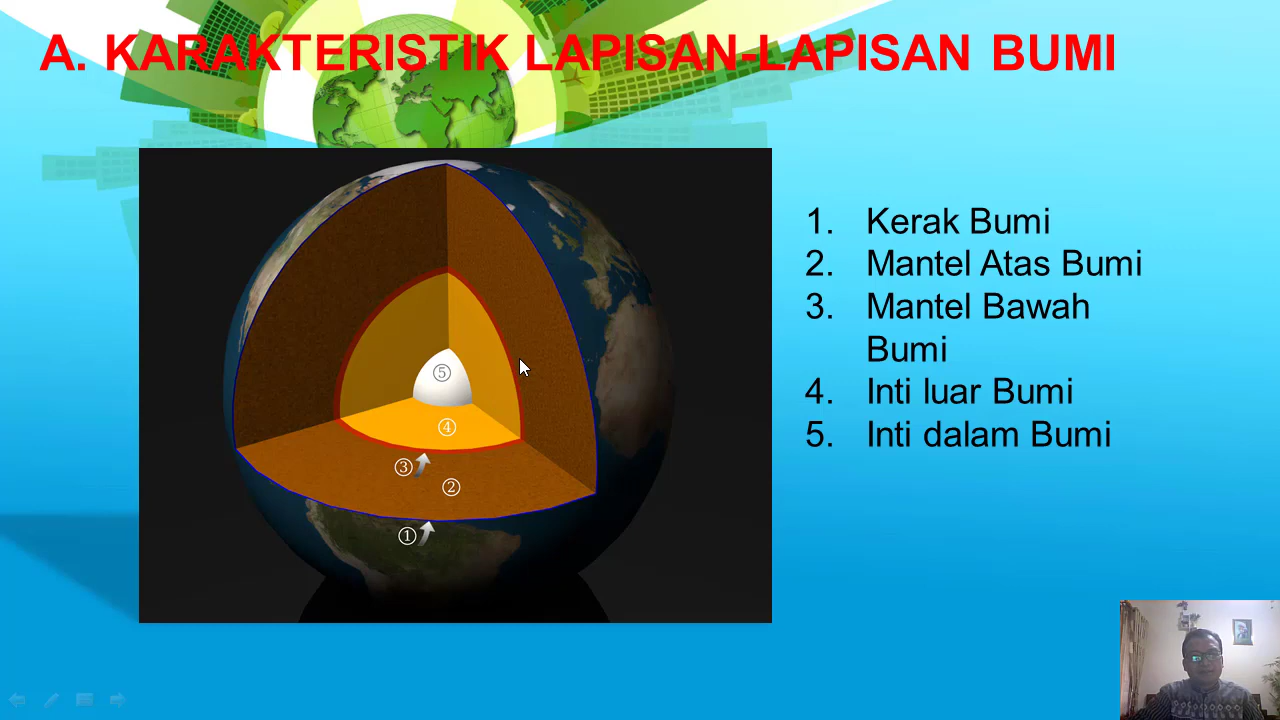 A. KARAKTERISTIK LAPISAN-LAPISAN BUMI
1. Kerak Bumi
2. Mantel Atas Bumi
3. Mantel Bawah
Bumi
4. Inti luar Bumi
5. Inti dalam Bumi
⑤
④
③
②
①